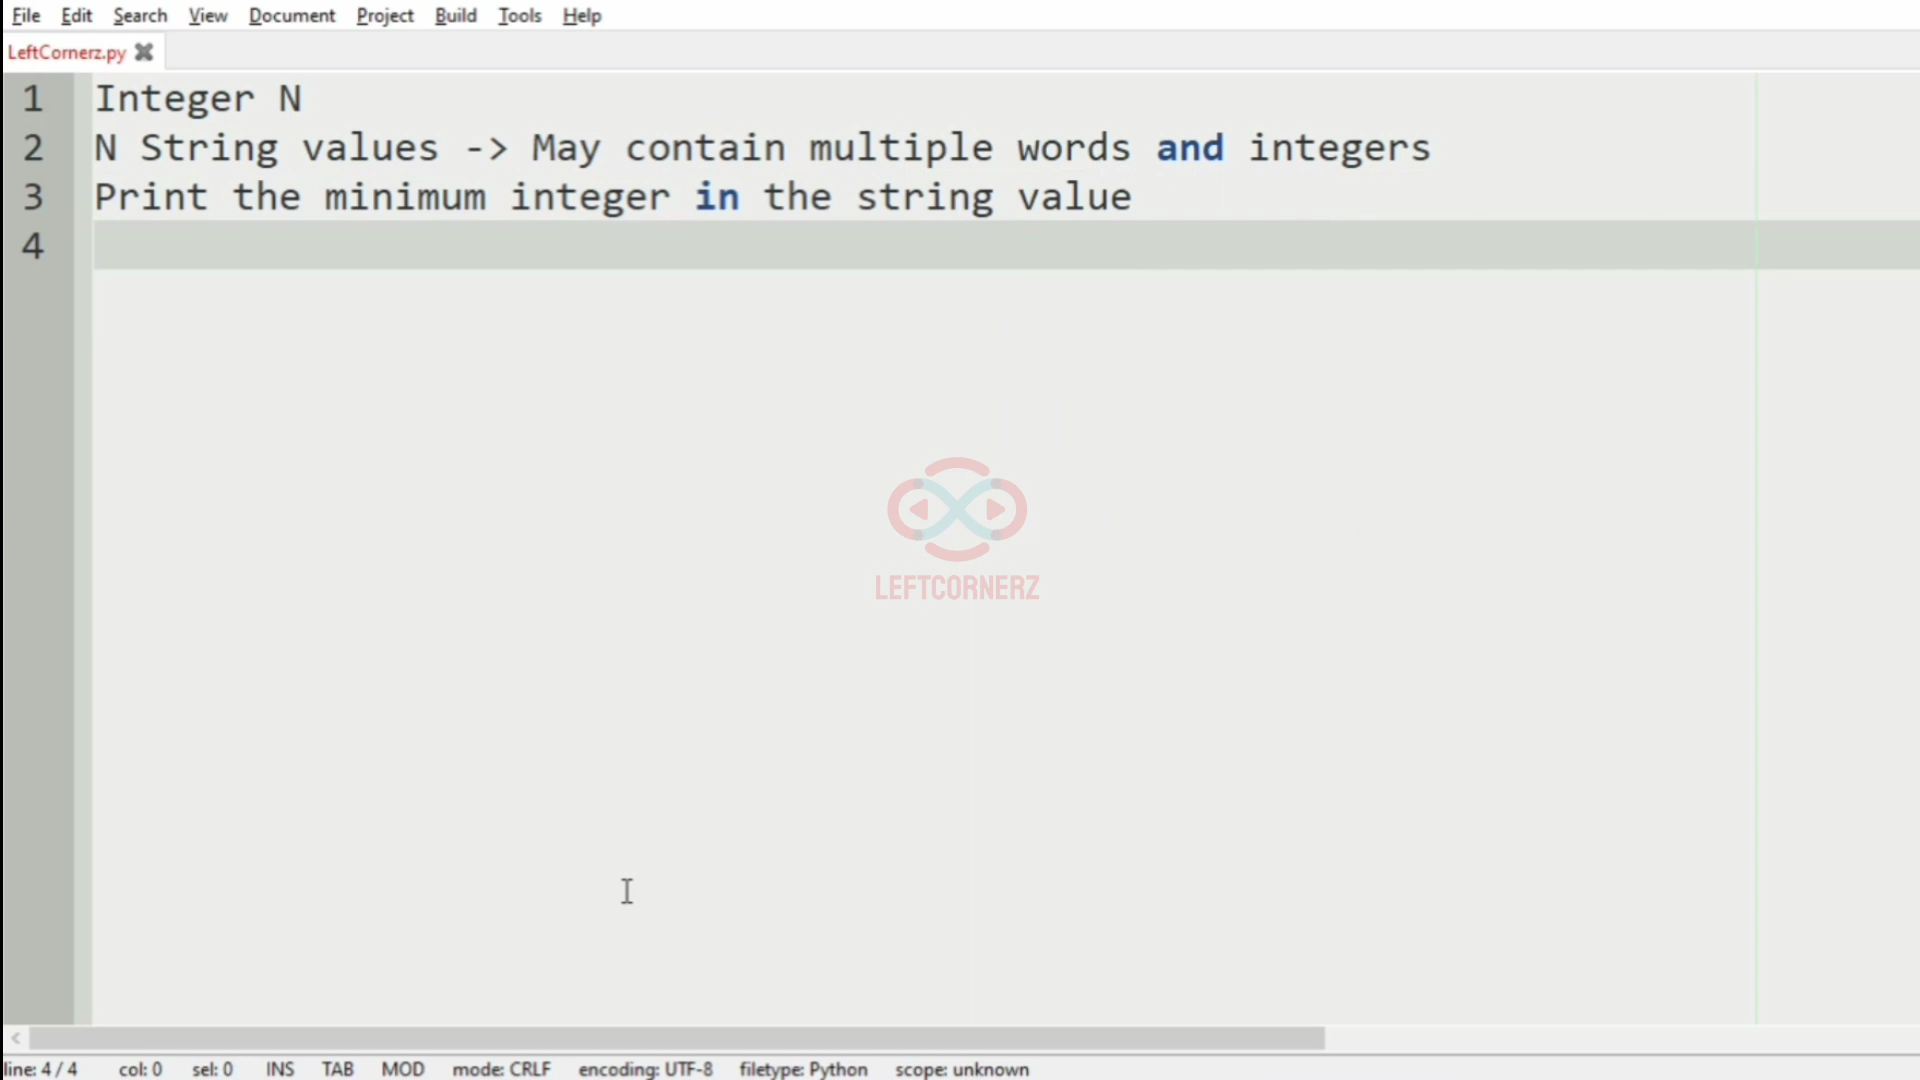 File Edit Search View Document Project Build Tools Help
LeftCornerz.py
1 Integer N
2 N String values -> May contain multiple words and integers
3 Print the minimum integer in the string value
4
LEFTCORNERZ
line: 4 / 4 col: 0 sel: 0 INS TAB MOD mode: CRLF encoding: UTF-8 filetype: Python scope: unknown